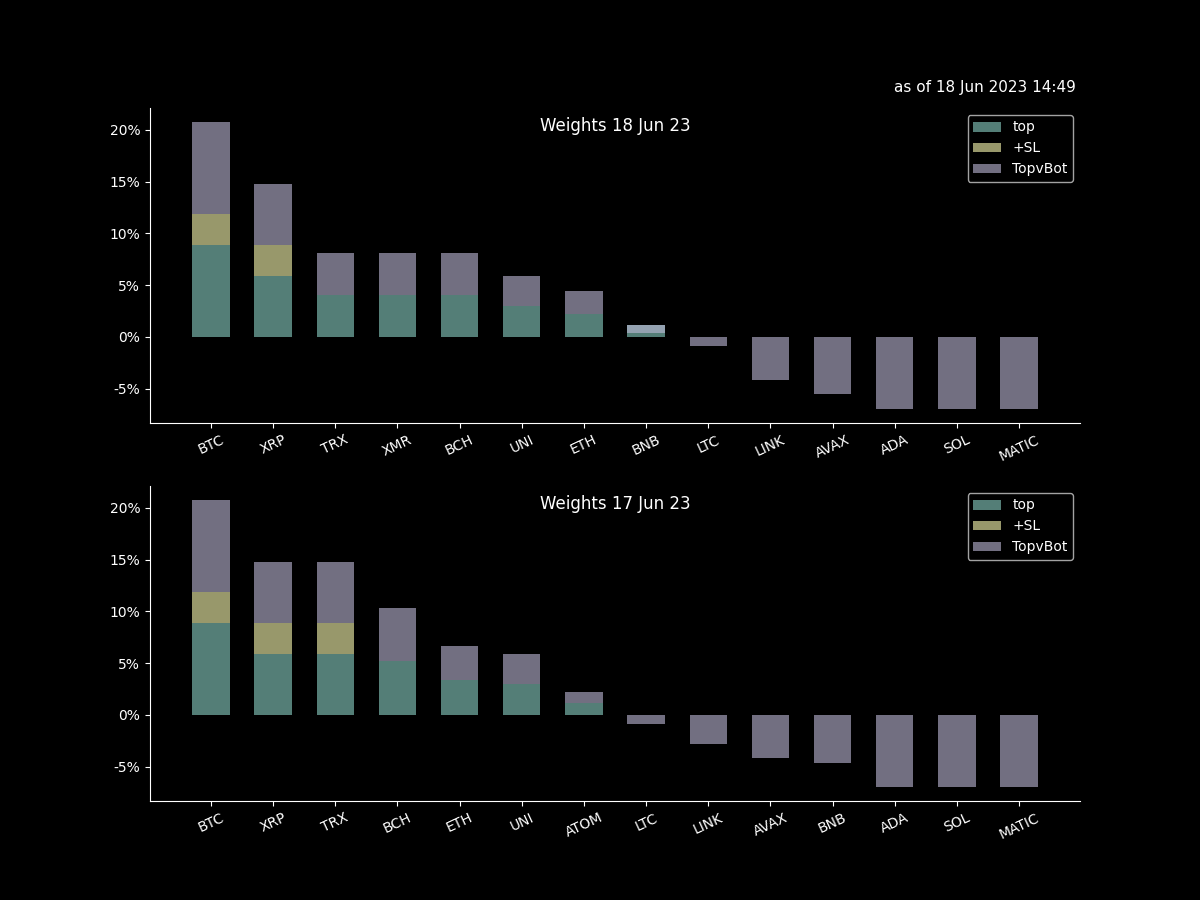 as of 18 Jun 2023 14:49
Weights 18 Jun 23
top
+SL
TopvBot
20%
15%
10%
5%
0%
-5%
BTC XRP TRX XMR BCH UNI ETH BNB LTC LINK AVAX ADA SOL MATIC
Weights 17 Jun 23
top
+SL
TopvBot
20%
15%
10%
5%
0%
-5%
BTC XRP TRX BCH ETH UNI ATOM LTC LINK AVAX BNB ADA SOL MATIC